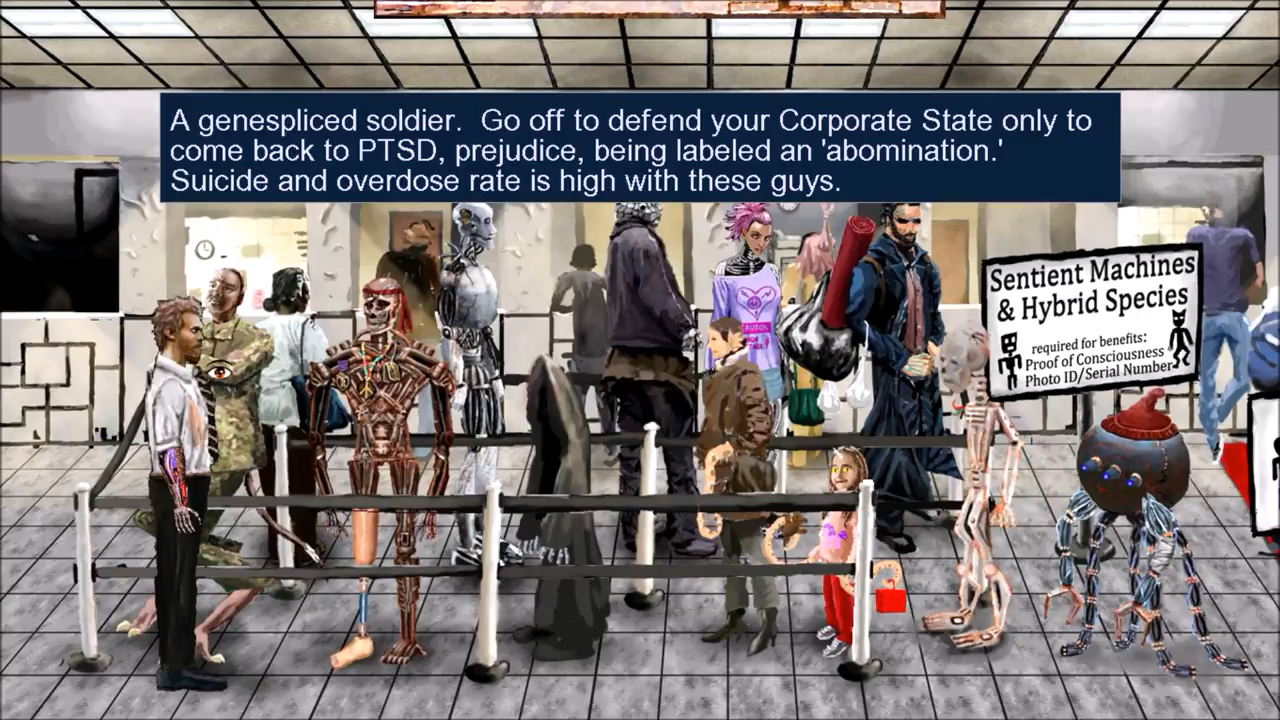 A genespliced soldier.  Go off to defend your Corporate State only to
come back to PTSD, prejudice, being labeled an 'abomination.'
Suicide and overdose rate is high with these guys.
Sentient Machines
& Hybrid Species
required for benefits:
Proof of Consciousness
Photo ID/Serial Number